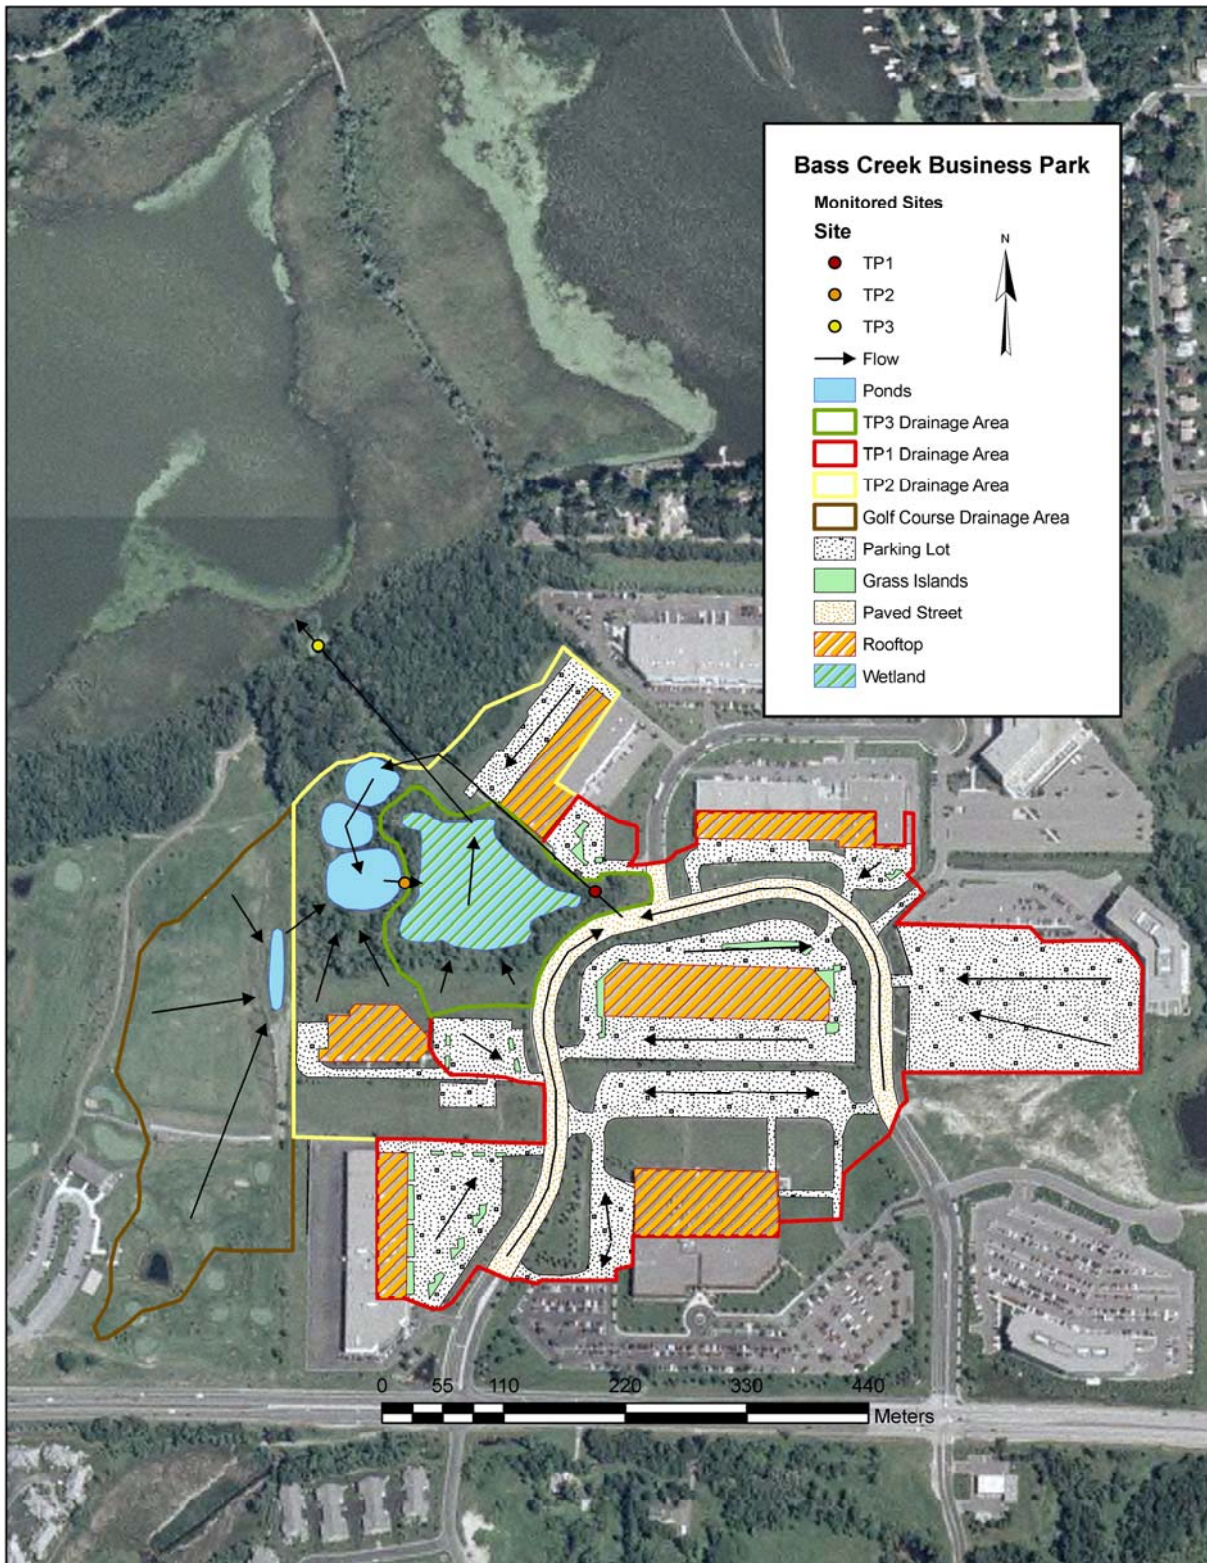 Bass Creek Business Park
Monitored Sites
Site
N
TP1
TP2
TP3
Flow
Ponds
TP3 Drainage Area
TP1 Drainage Area
TP2 Drainage Area
Golf Course Drainage Area
Parking Lot
Grass Islands
Paved Street
Rooftop
Wetland
0 55 110 220 330 440
Meters